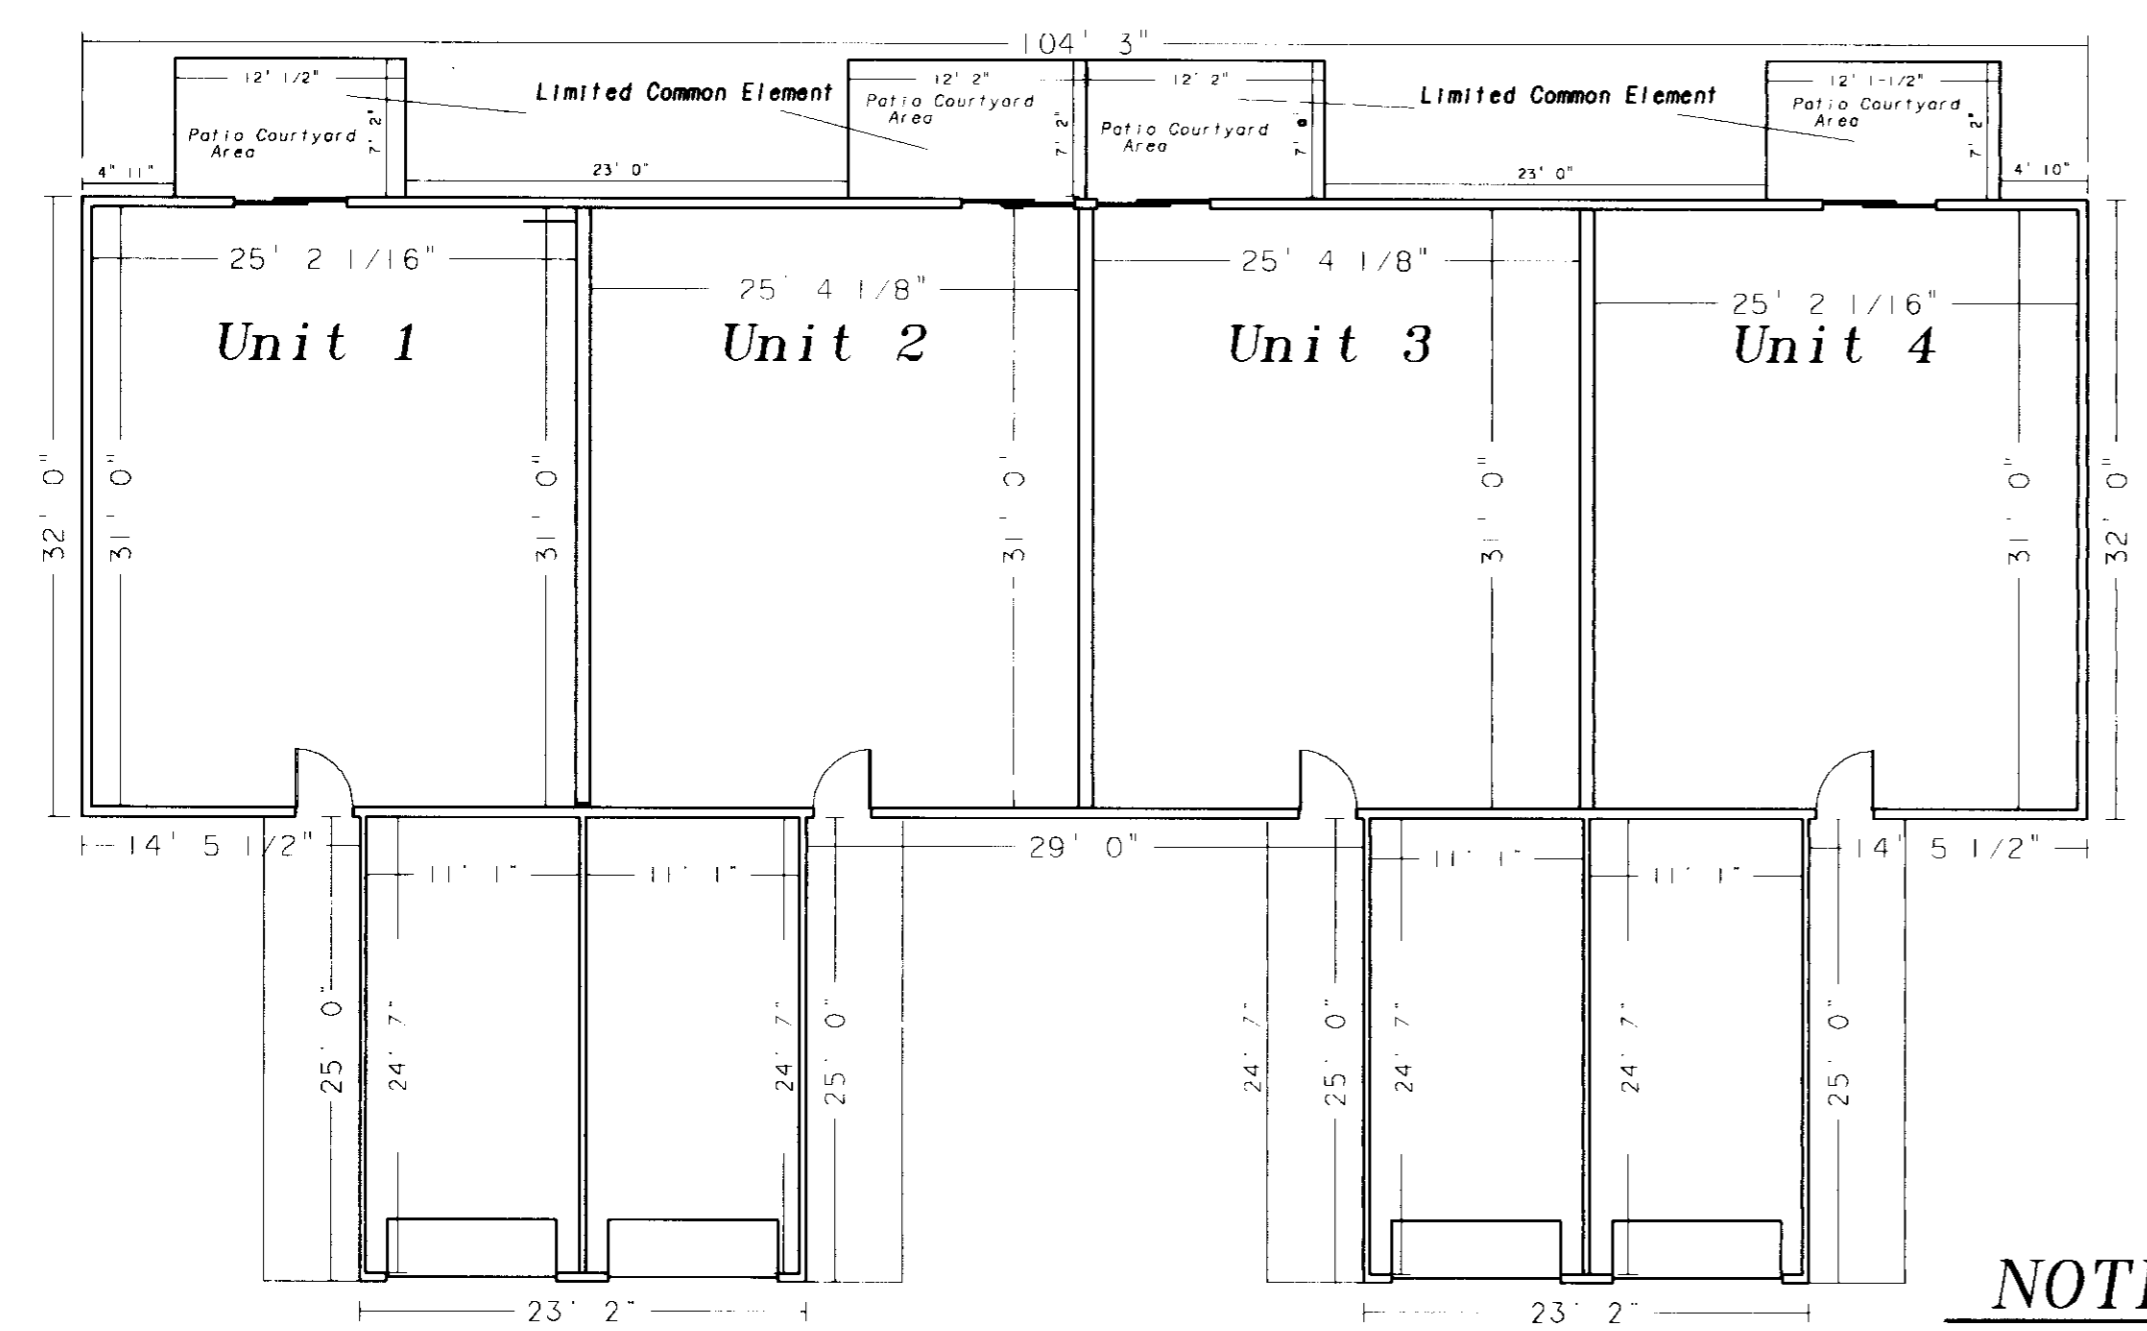 104' 3"
12' 1/2"
Limited Common Element
12' 2"
12' 2"
Limited Common Element
12' 1-1/2"
Patio Courtyard
Area
7' 2"
Patio Courtyard
Area
7' 2"
Patio Courtyard
Area
Patio Courtyard
Area
7' 2"
4" 11"
23' 0"
23' 0"
4' 10"
25' 2 1/16"
25' 4 1/8"
25' 4 1/8"
25' 2 1/16"
Unit 1
Unit 2
Unit 3
Unit 4
32' 0"
31' 0"
31' 0"
31' 0'
31' 0"
31' 0"
32' 0"
14' 5 1/2"
29' 0"
14' 5 1/2"
11' 1"
11' 1"
11' 1"
11' 1"
25' 0"
24' 7"
24' 7"
25' 0"
24' 7"
25' 0"
24' 7"
24' 7"
25' 0"
23' 2"
23' 2"